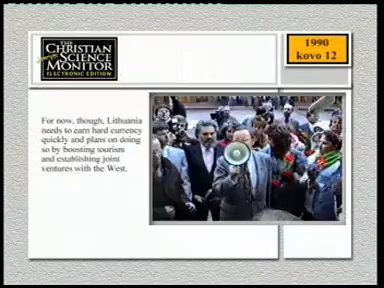 THE
CHRISTIAN
SCIENCE
MONITOR
ELECTRONIC EDITION
1990
kovo 12
For now, though, Lithuania
needs to earn hard currency
quickly and plans on doing
so by boosting tourism
and establishing joint
ventures with the West.